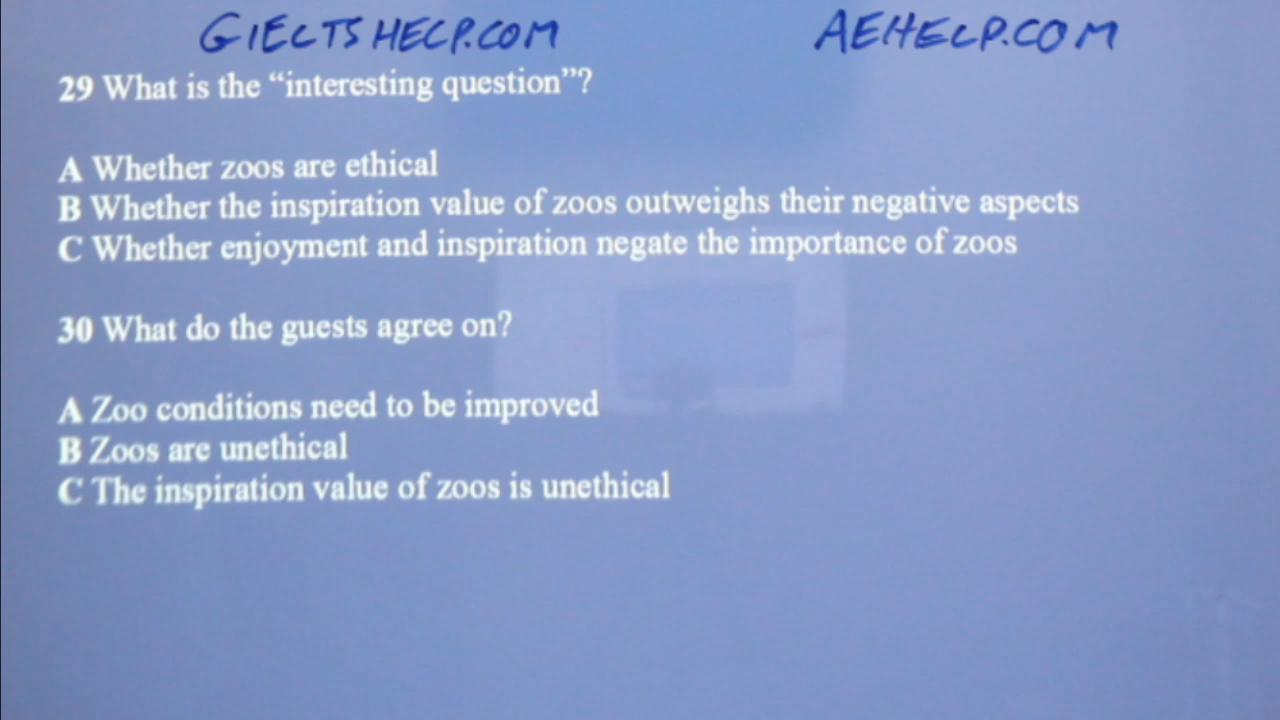 GIELTSHELP.COM AEHELP.COM
29 What is the “interesting question”?
A Whether zoos are ethical
B Whether the inspiration value of zoos outweighs their negative aspects
C Whether enjoyment and inspiration negate the importance of zoos
30 What do the guests agree on?
A Zoo conditions need to be improved
B Zoos are unethical
C The inspiration value of zoos is unethical